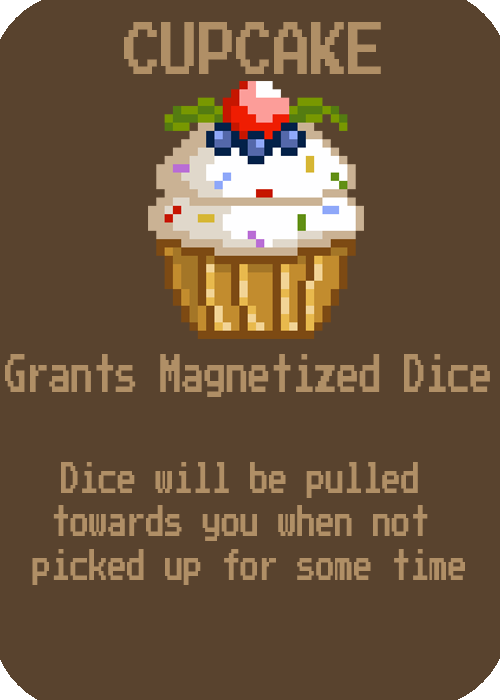 CUPCAKE
Grants Magnetized Dice
Dice will be pulled
towards you when not
picked up for some time